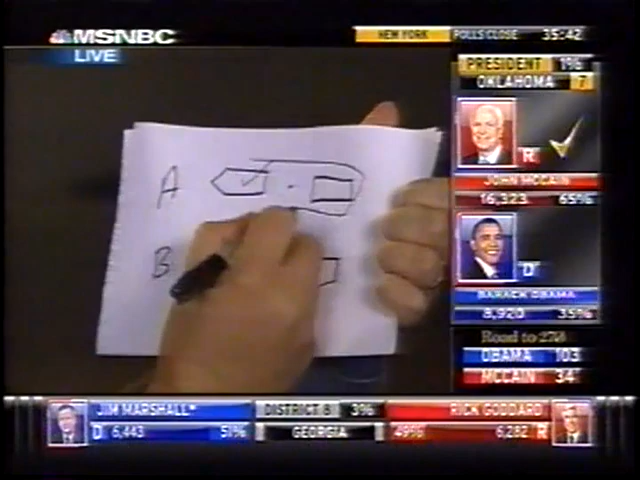 MSNBC
LIVE
NEW YORK POLLS CLOSE 35:42
PRESIDENT 1%
OKLAHOMA 7
R
JOHN MCCAIN
16,323 65%
D
BARACK OBAMA
8,920 35%
Road to 270
OBAMA 103
MCCAIN 34
A
B
JIM MARSHALL* DISTRICT 8 3% RICK GODDARD
D 6,443 51% GEORGIA 49% 6,282 R